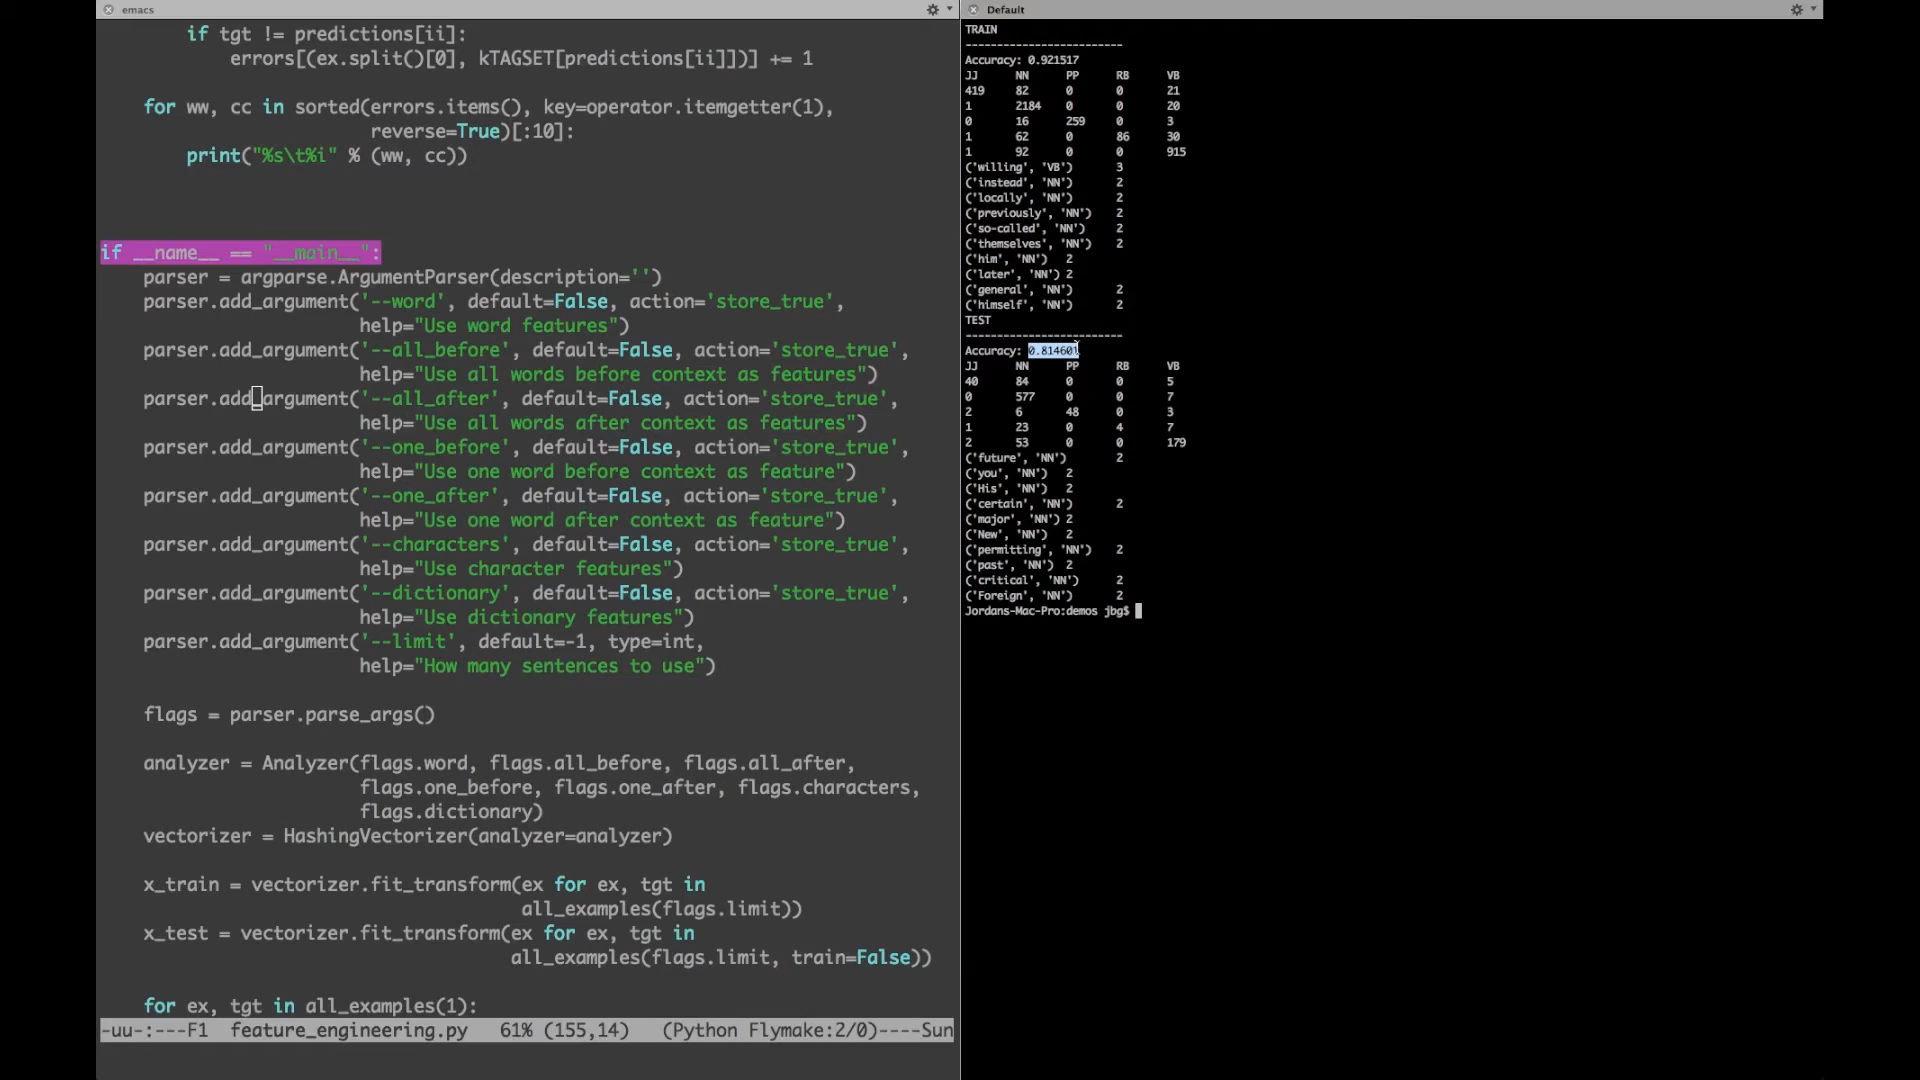 emacs
if tgt != predictions[ii]:
errors[(ex.split()[0], kTAGSET[predictions[ii]])] += 1
for ww, cc in sorted(errors.items(), key=operator.itemgetter(1),
reverse=True)[:10]:
print("%s\t%i" % (ww, cc))
if __name__ == "__main__":
parser = argparse.ArgumentParser(description='')
parser.add_argument('--word', default=False, action='store_true',
help="Use word features")
parser.add_argument('--all_before', default=False, action='store_true',
help="Use all words before context as features")
parser.add_argument('--all_after', default=False, action='store_true',
help="Use all words after context as features")
parser.add_argument('--one_before', default=False, action='store_true',
help="Use one word before context as feature")
parser.add_argument('--one_after', default=False, action='store_true',
help="Use one word after context as feature")
parser.add_argument('--characters', default=False, action='store_true',
help="Use character features")
parser.add_argument('--dictionary', default=False, action='store_true',
help="Use dictionary features")
parser.add_argument('--limit', default=-1, type=int,
help="How many sentences to use")
flags = parser.parse_args()
analyzer = Analyzer(flags.word, flags.all_before, flags.all_after,
flags.one_before, flags.one_after, flags.characters,
flags.dictionary)
vectorizer = HashingVectorizer(analyzer=analyzer)
x_train = vectorizer.fit_transform(ex for ex, tgt in
all_examples(flags.limit))
x_test = vectorizer.fit_transform(ex for ex, tgt in
all_examples(flags.limit, train=False))
for ex, tgt in all_examples(1):
-uu-:---F1 feature_engineering.py 61% (155,14) (Python Flymake:2/0)----Sun
Default
TRAIN
-------------------------
Accuracy: 0.921517
JJ NN PP RB VB
419 82 0 0 21
1 2184 0 0 20
0 16 259 0 3
1 62 0 86 30
1 92 0 0 915
('willing', 'VB') 3
('instead', 'NN') 2
('locally', 'NN') 2
('previously', 'NN') 2
('so-called', 'NN') 2
('themselves', 'NN') 2
('him', 'NN') 2
('later', 'NN') 2
('general', 'NN') 2
('himself', 'NN') 2
TEST
-------------------------
Accuracy: 0.814601
JJ NN PP RB VB
40 84 0 0 5
0 577 0 0 7
2 6 48 0 3
1 23 0 4 7
2 53 0 0 179
('future', 'NN') 2
('you', 'NN') 2
('His', 'NN') 2
('certain', 'NN') 2
('major', 'NN') 2
('New', 'NN') 2
('permitting', 'NN') 2
('past', 'NN') 2
('critical', 'NN') 2
('Foreign', 'NN') 2
Jordans-Mac-Pro:demos jbg$